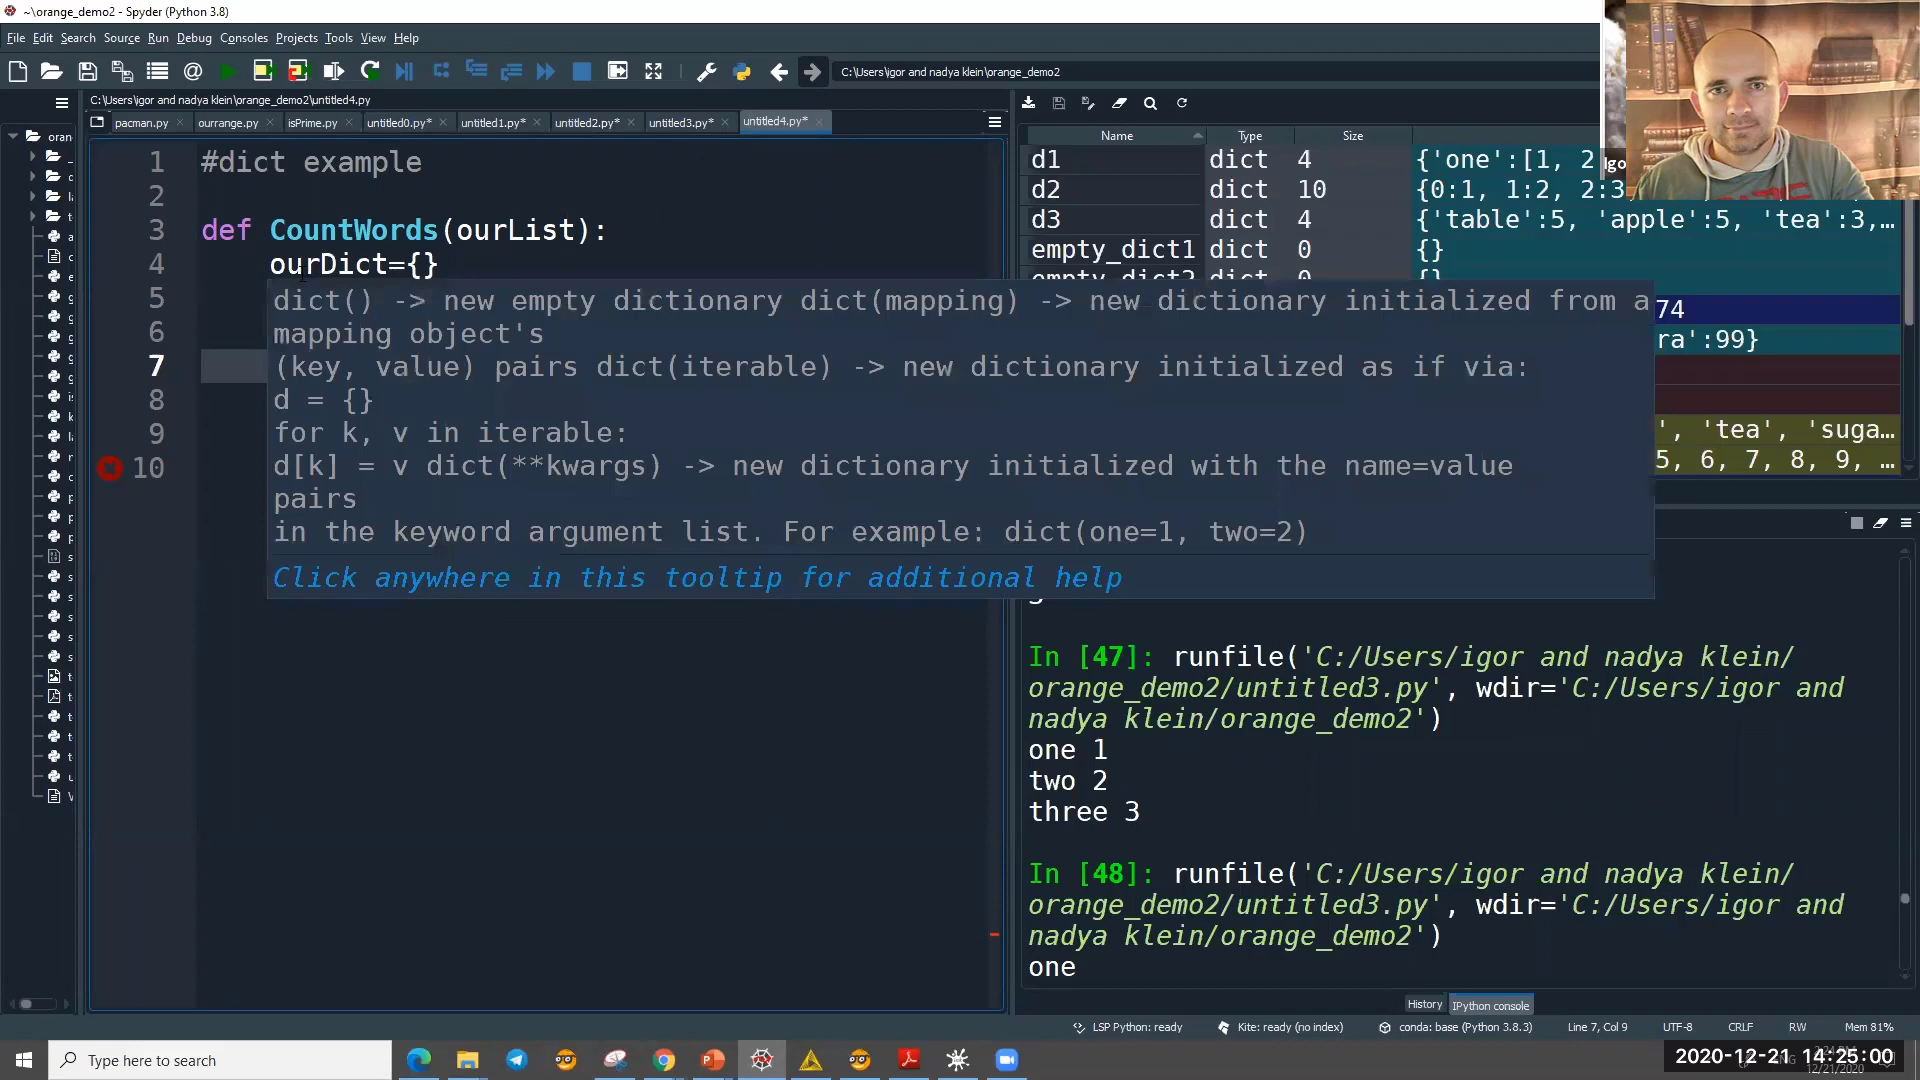 ~\orange_demo2 - Spyder (Python 3.8)
File Edit Search Source Run Debug Consoles Projects Tools View Help
C:\Users\igor and nadya klein\orange_demo2
C:\Users\igor and nadya klein\orange_demo2\untitled4.py
pacman.py ourrange.py isPrime.py untitled0.py* untitled1.py* untitled2.py* untitled3.py* untitled4.py*
oran
1 #dict example
2
3 def CountWords(ourList):
4 ourDict={}
5
6
7
8
9
10
dict() -> new empty dictionary dict(mapping) -> new dictionary initialized from a
mapping object's
(key, value) pairs dict(iterable) -> new dictionary initialized as if via:
d = {}
for k, v in iterable:
d[k] = v dict(**kwargs) -> new dictionary initialized with the name=value
pairs
in the keyword argument list. For example: dict(one=1, two=2)
Click anywhere in this tooltip for additional help
Name Type Size
d1 dict 4 {'one':[1, 2
d2 dict 10 {0:1, 1:2, 2:3,
d3 dict 4 {'table':5, 'apple':5, 'tea':3,…
empty_dict1 dict 0 {}
empty_dict2 dict 0 {}
74
ra':99}
', 'tea', 'suga…
5, 6, 7, 8, 9, …
Igo
In [47]: runfile('C:/Users/igor and nadya klein/
orange_demo2/untitled3.py', wdir='C:/Users/igor and
nadya klein/orange_demo2')
one 1
two 2
three 3
In [48]: runfile('C:/Users/igor and nadya klein/
orange_demo2/untitled3.py', wdir='C:/Users/igor and
nadya klein/orange_demo2')
one
History IPython console
LSP Python: ready Kite: ready (no index) conda: base (Python 3.8.3) Line 7, Col 9 UTF-8 CRLF RW Mem 81%
Type here to search
2020-12-21 14:25:00
12/21/2020